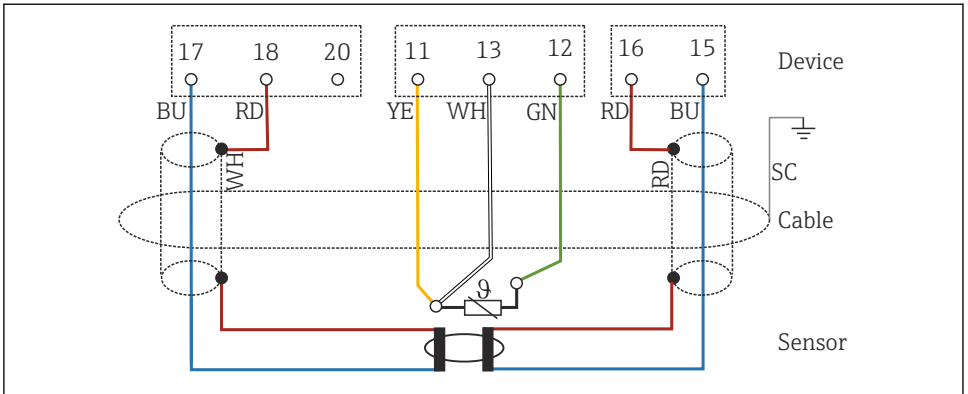 17 18 20 11 13 12 16 15
Device
BU RD YE WH GN RD BU
WH RD SC
Cable
ϑ
Sensor